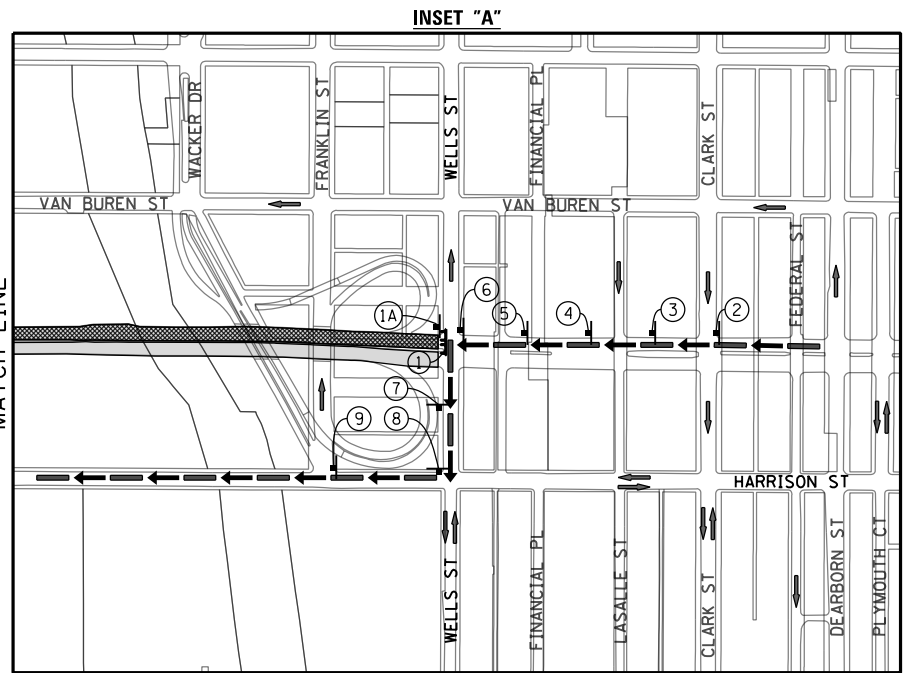 INSET "A"
WACKER DR
FRANKLIN ST
WELLS ST
FINANCIAL PL
CLARK ST
VAN BUREN ST
VAN BUREN ST
FEDERAL ST
MATCH LINE
1A
6
5
4
3
2
1
7
9
8
HARRISON ST
WELLS ST
FINANCIAL PL
LASALLE ST
CLARK ST
DEARBORN ST
PLYMOUTH CT